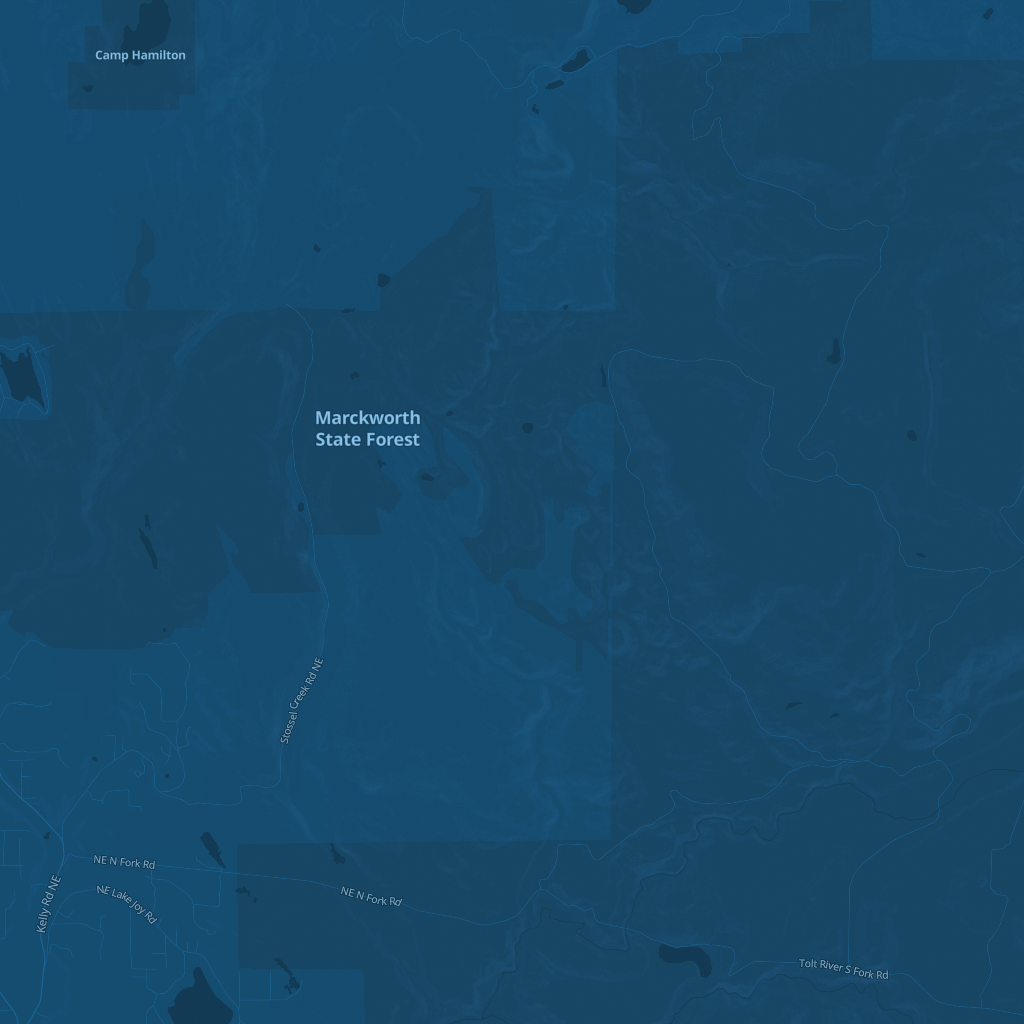 Camp Hamilton
Marckworth
State Forest
Stossel Creek Rd NE
NE N Fork Rd
NE Lake Joy Rd
Kelly Rd NE
NE N Fork Rd
Tolt River S Fork Rd